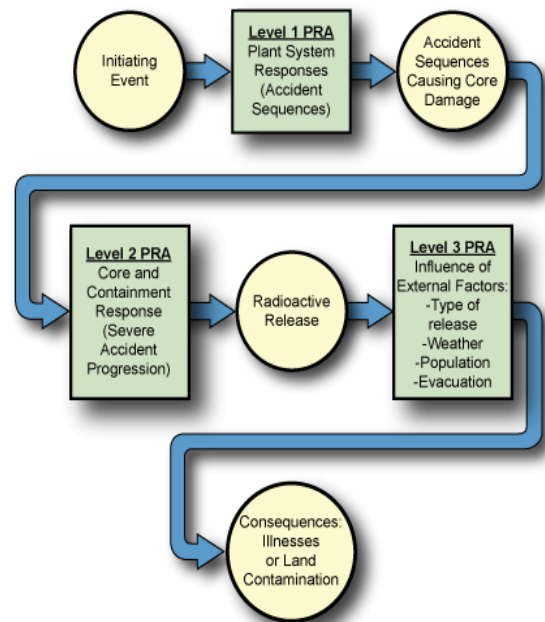 Initiating
Event
Level 1 PRA
Plant System
Responses
(Accident
Sequences)
Accident
Sequences
Causing Core
Damage
Level 2 PRA
Core and
Containment
Response
(Severe
Accident
Progression)
Radioactive
Release
Level 3 PRA
Influence of
External Factors:
-Type of
release
-Weather
-Population
-Evacuation
Consequences:
Illnesses
or Land
Contamination